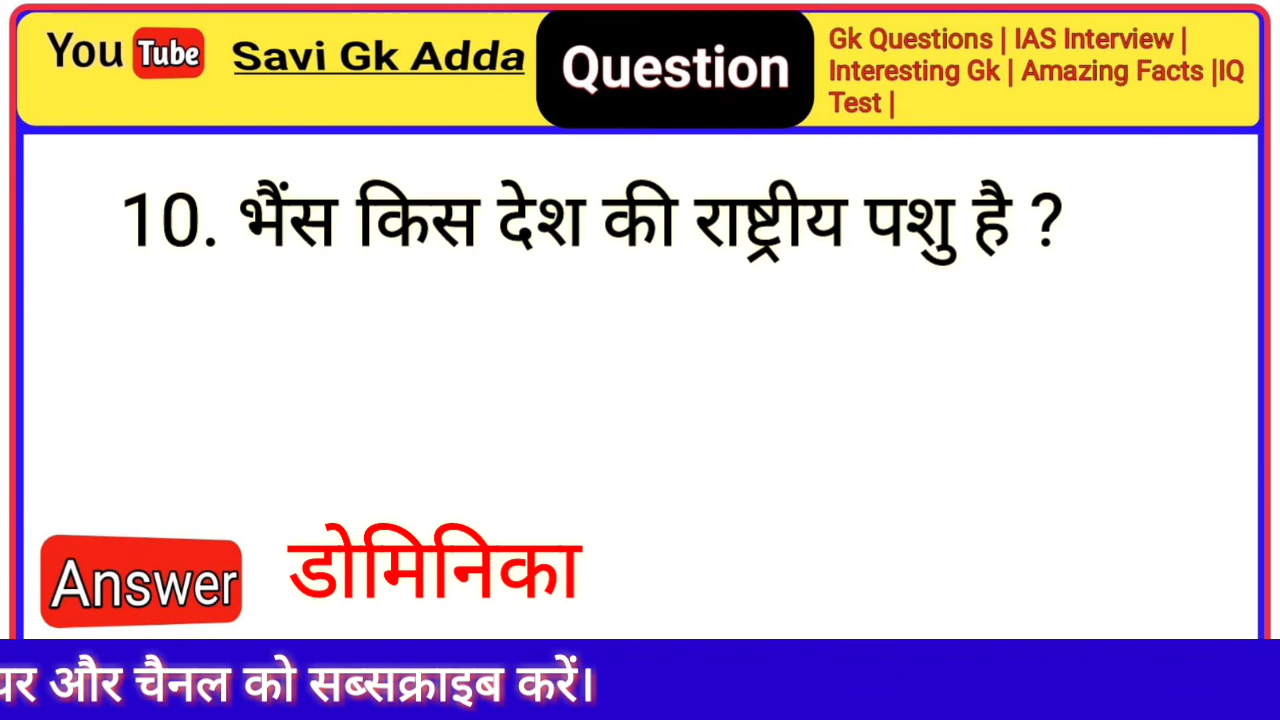 You Tube Savi Gk Adda
Question
Gk Questions | IAS Interview |
Interesting Gk | Amazing Facts |IQ
Test |
10. भैंस किस देश की राष्ट्रीय पशु है ?
Answer डोमिनिका
और चैनल को सब्सक्राइब करें।